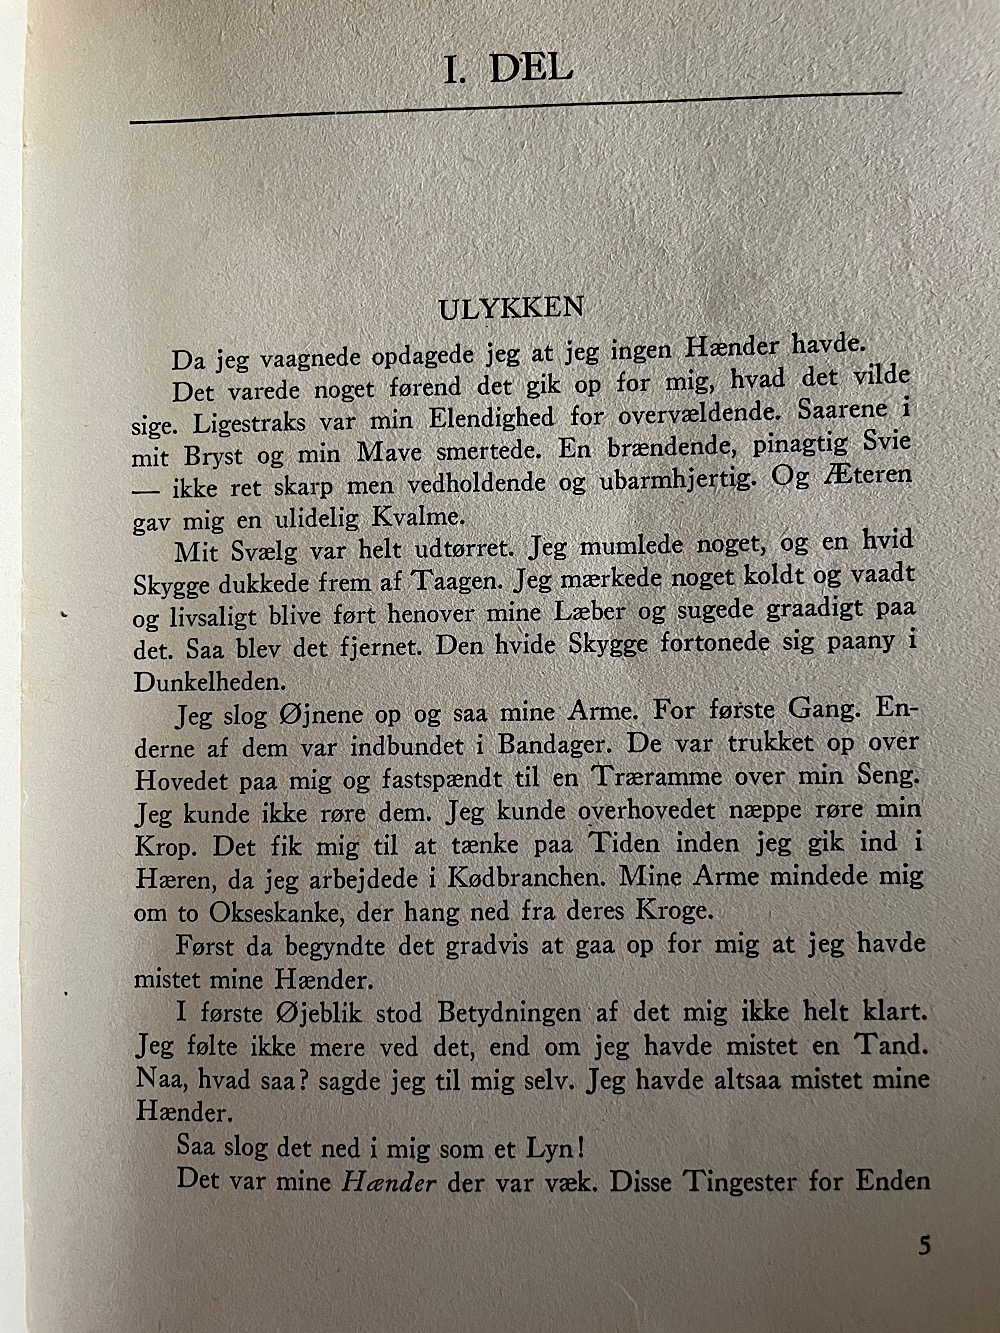 I. DEL
ULYKKEN
Da jeg vaagnede opdagede jeg at jeg ingen Hænder havde.
Det varede noget førend det gik op for mig, hvad det vilde
sige. Ligestraks var min Elendighed for overvældende. Saarene i
mit Bryst og min Mave smertede. En brændende, pinagtig Svie
— ikke ret skarp men vedholdende og ubarmhjertig. Og Æteren
gav mig en ulidelig Kvalme.
Mit Svælg var helt udtørret. Jeg mumlede noget, og en hvid
Skygge dukkede frem af Taagen. Jeg mærkede noget koldt og vaadt
og livsaligt blive ført henover mine Læber og sugede graadigt paa
det. Saa blev det fjernet. Den hvide Skygge fortonede sig paany i
Dunkelheden.
Jeg slog Øjnene op og saa mine Arme. For første Gang. En-
derne af dem var indbundet i Bandager. De var trukket op over
Hovedet paa mig og fastspændt til en Træramme over min Seng.
Jeg kunde ikke røre dem. Jeg kunde overhovedet næppe røre min
Krop. Det fik mig til at tænke paa Tiden inden jeg gik ind i
Hæren, da jeg arbejdede i Kødbranchen. Mine Arme mindede mig
om to Okseskanke, der hang ned fra deres Kroge.
Først da begyndte det gradvis at gaa op for mig at jeg havde
mistet mine Hænder.
I første Øjeblik stod Betydningen af det mig ikke helt klart.
Jeg følte ikke mere ved det, end om jeg havde mistet en Tand.
Naa, hvad saa? sagde jeg til mig selv. Jeg havde altsaa mistet mine
Hænder.
Saa slog det ned i mig som et Lyn!
Det var mine Hænder der var væk. Disse Tingester for Enden
5